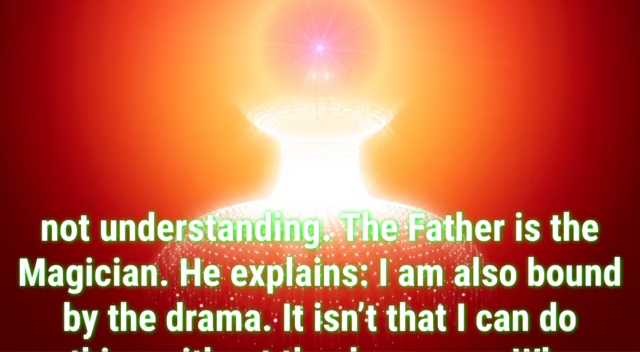 not understanding. The Father is the
Magician. He explains: I am also bound
by the drama. It isn’t that I can do